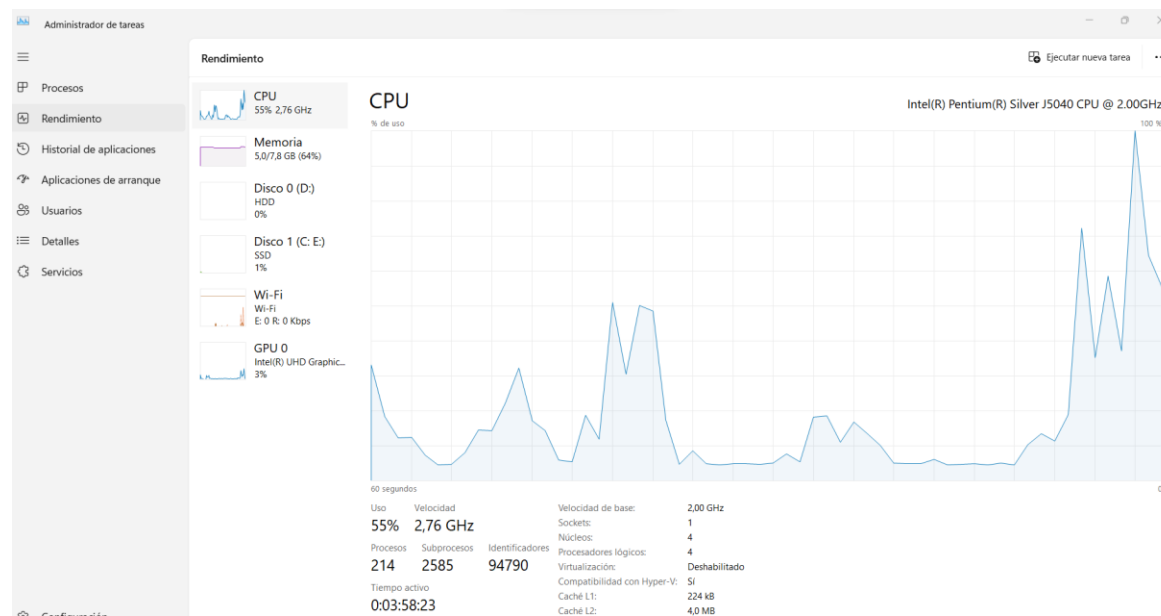 Administrador de tareas
Rendimiento
Ejecutar nueva tarea
Procesos
Rendimiento
Historial de aplicaciones
Aplicaciones de arranque
Usuarios
Detalles
Servicios
CPU
55% 2,76 GHz
Memoria
5,0/7,8 GB (64%)
Disco 0 (D:)
HDD
0%
Disco 1 (C: E:)
SSD
1%
Wi-Fi
Wi-Fi
E: 0 R: 0 Kbps
GPU 0
Intel(R) UHD Graphic...
3%
CPU
Intel(R) Pentium(R) Silver J5040 CPU @ 2.00GHz
% de uso
100 %
60 segundos
0
Uso
Velocidad
55%
2,76 GHz
Procesos
Subprocesos
Identificadores
214
2585
94790
Tiempo activo
0:03:58:23
Velocidad de base: 2,00 GHz
Sockets: 1
Núcleos: 4
Procesadores lógicos: 4
Virtualización: Deshabilitado
Compatibilidad con Hyper-V: Sí
Caché L1: 224 kB
Caché L2: 4,0 MB
Configuración